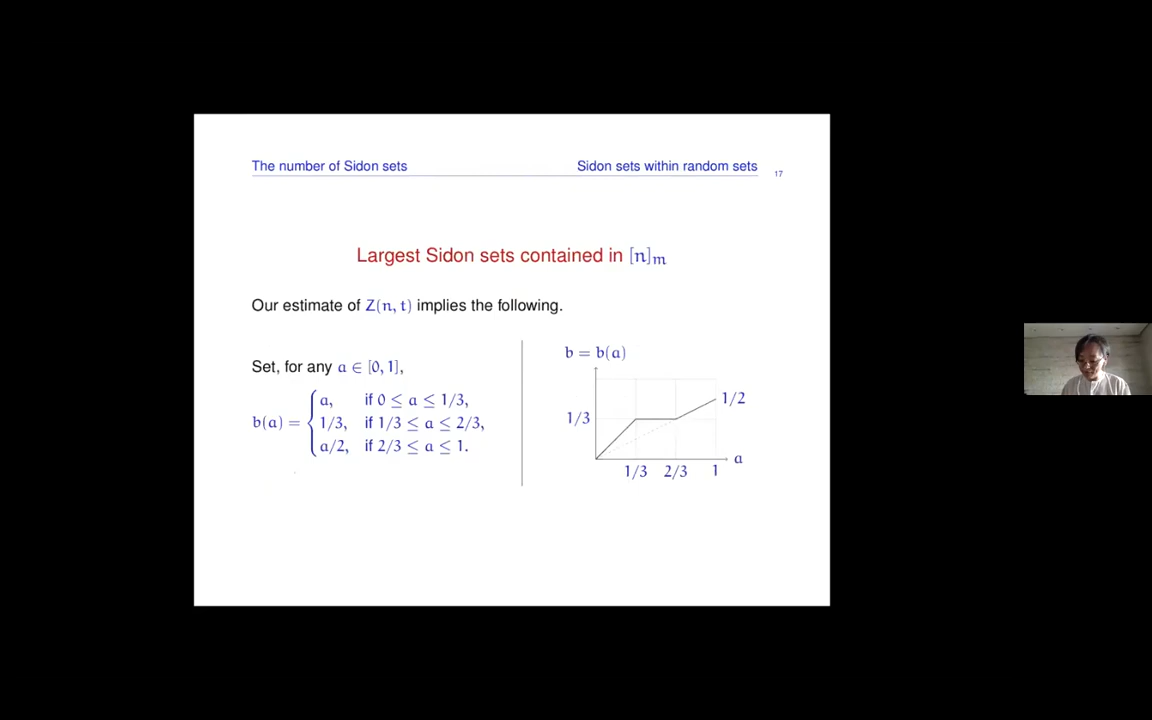 The number of Sidon sets
Sidon sets within random sets
17
Largest Sidon sets contained in [n]ₘ
Our estimate of Z(n, t) implies the following.
Set, for any a ∈ [0, 1],
b(a) = { a, if 0 ≤ a ≤ 1/3,
1/3, if 1/3 ≤ a ≤ 2/3,
a/2, if 2/3 ≤ a ≤ 1.
b = b(a)
1/2
1/3
a
1/3 2/3 1